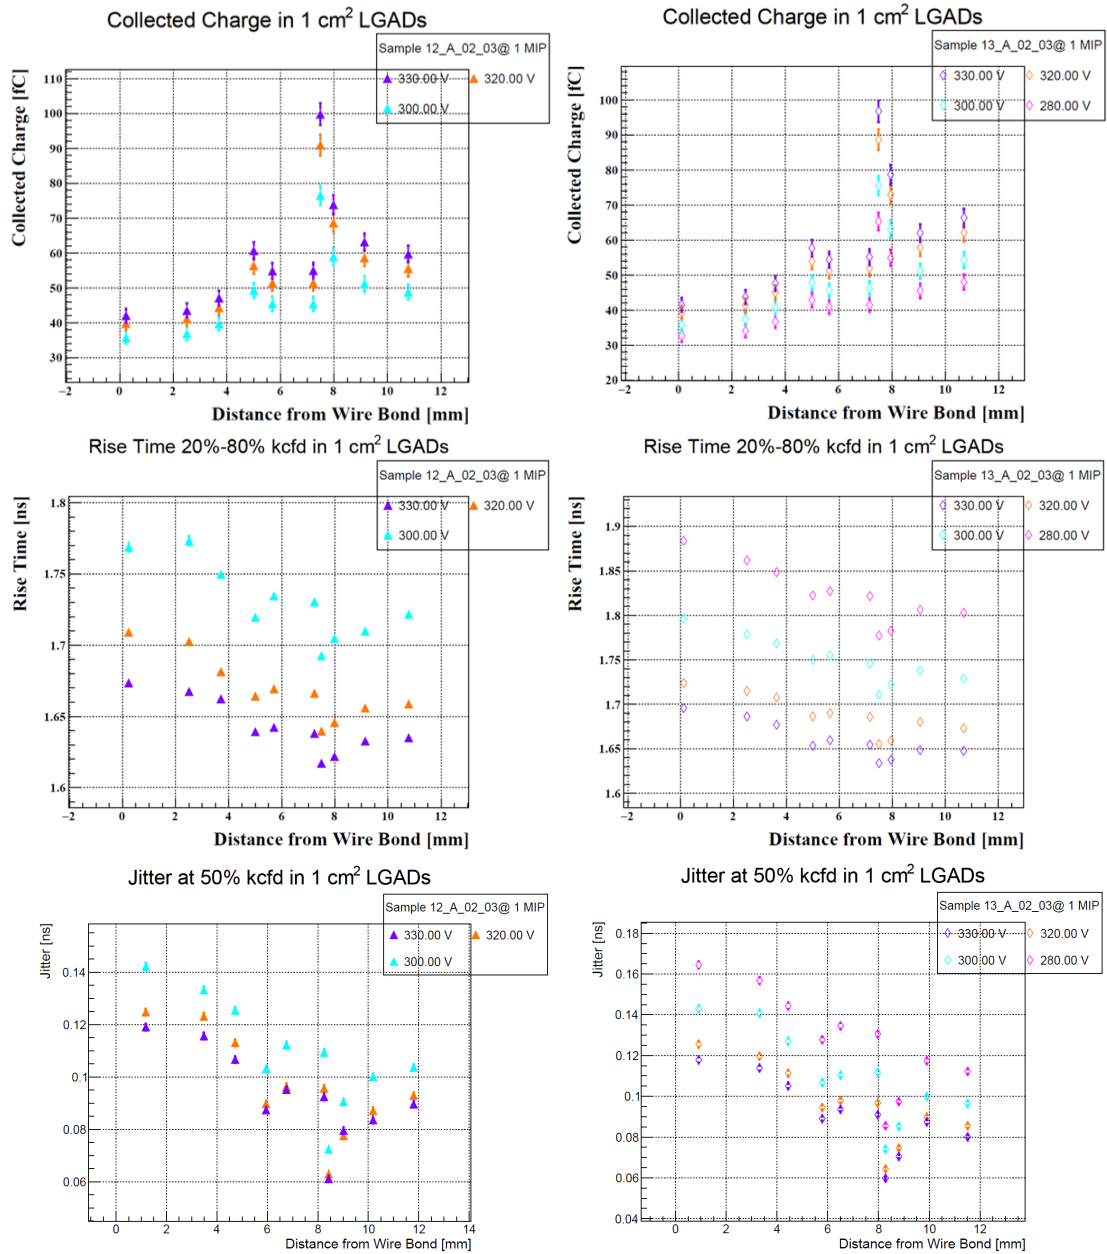 Collected Charge in 1 cm² LGADs
Sample 12_A_02_03@ 1 MIP
330.00 V
320.00 V
300.00 V
Collected Charge [fC]
110
100
90
80
70
60
50
40
30
−2
0
2
4
6
8
10
12
Distance from Wire Bond [mm]
Collected Charge in 1 cm² LGADs
Sample 13_A_02_03@ 1 MIP
330.00 V
320.00 V
300.00 V
280.00 V
Collected Charge [fC]
100
90
80
70
60
50
40
30
20
−2
0
2
4
6
8
10
12
Distance from Wire Bond [mm]
Rise Time 20%-80% kcfd in 1 cm² LGADs
Sample 12_A_02_03@ 1 MIP
330.00 V
320.00 V
300.00 V
Rise Time [ns]
1.8
1.75
1.7
1.65
1.6
−2
0
2
4
6
8
10
12
Distance from Wire Bond [mm]
Rise Time 20%-80% kcfd in 1 cm² LGADs
Sample 13_A_02_03@ 1 MIP
330.00 V
320.00 V
300.00 V
280.00 V
Rise Time [ns]
1.9
1.85
1.8
1.75
1.7
1.65
1.6
−2
0
2
4
6
8
10
12
Distance from Wire Bond [mm]
Jitter at 50% kcfd in 1 cm² LGADs
Sample 12_A_02_03@ 1 MIP
330.00 V
320.00 V
300.00 V
Jitter [ns]
0.14
0.12
0.1
0.08
0.06
0
2
4
6
8
10
12
14
Distance from Wire Bond [mm]
Jitter at 50% kcfd in 1 cm² LGADs
Sample 13_A_02_03@ 1 MIP
330.00 V
320.00 V
300.00 V
280.00 V
Jitter [ns]
0.18
0.16
0.14
0.12
0.1
0.08
0.06
0.04
0
2
4
6
8
10
12
Distance from Wire Bond [mm]